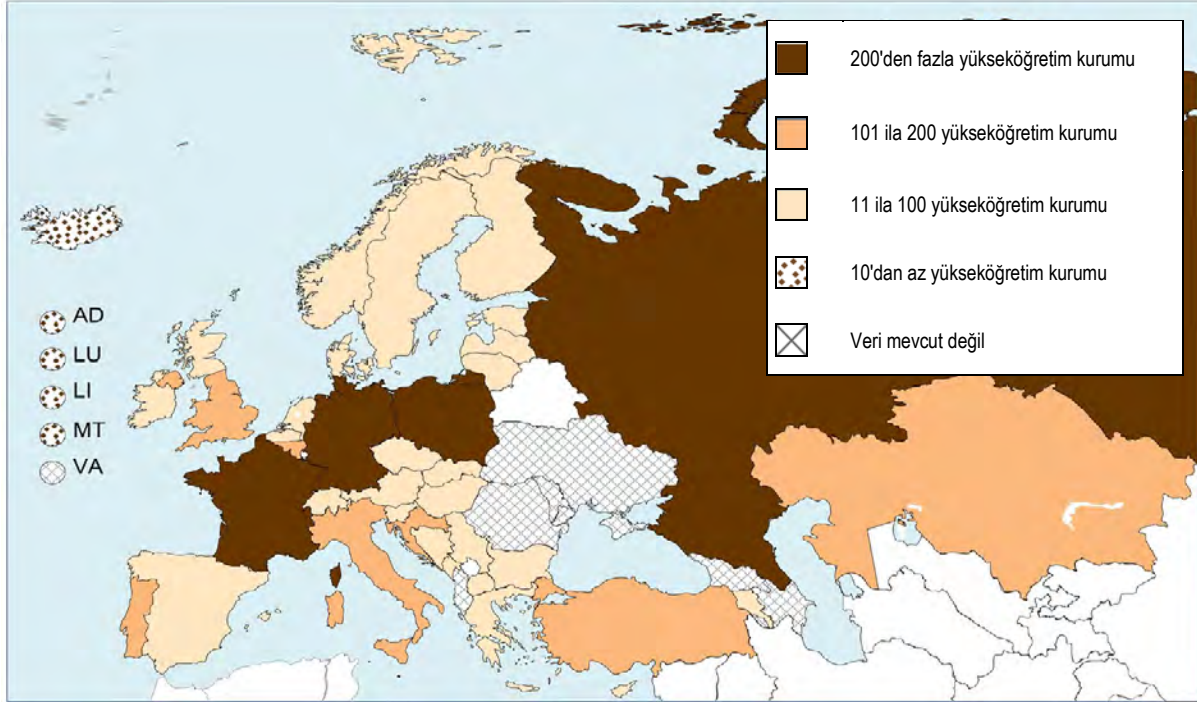 200'den fazla yükseköğretim kurumu
101 ila 200 yükseköğretim kurumu
11 ila 100 yükseköğretim kurumu
10'dan az yükseköğretim kurumu
Veri mevcut değil
AD
LU
LI
MT
VA